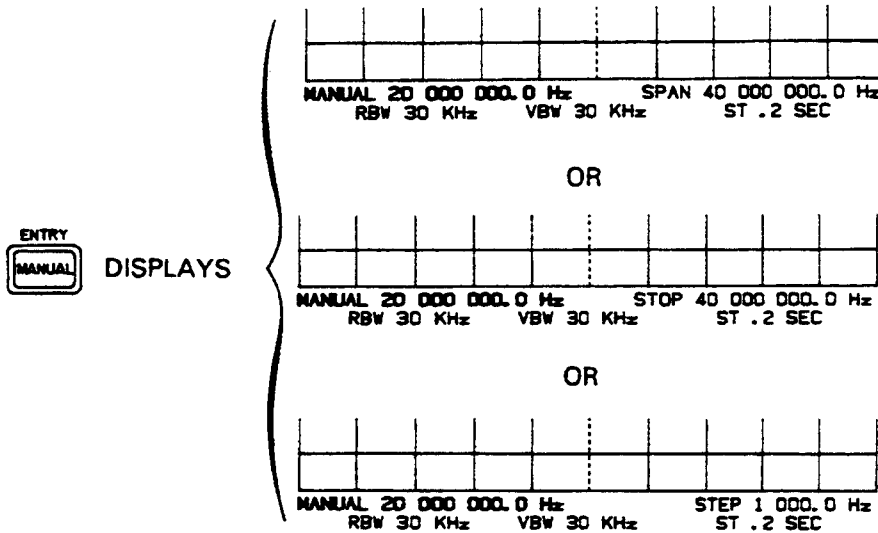 MANUAL 20 000 000.0 Hz SPAN 40 000 000.0 Hz
RBW 30 KHz VBW 30 KHz ST .2 SEC
OR
ENTRY
MANUAL
DISPLAYS
MANUAL 20 000 000.0 Hz STOP 40 000 000.0 Hz
RBW 30 KHz VBW 30 KHz ST .2 SEC
OR
MANUAL 20 000 000.0 Hz STEP 1 000.0 Hz
RBW 30 KHz VBW 30 KHz ST .2 SEC